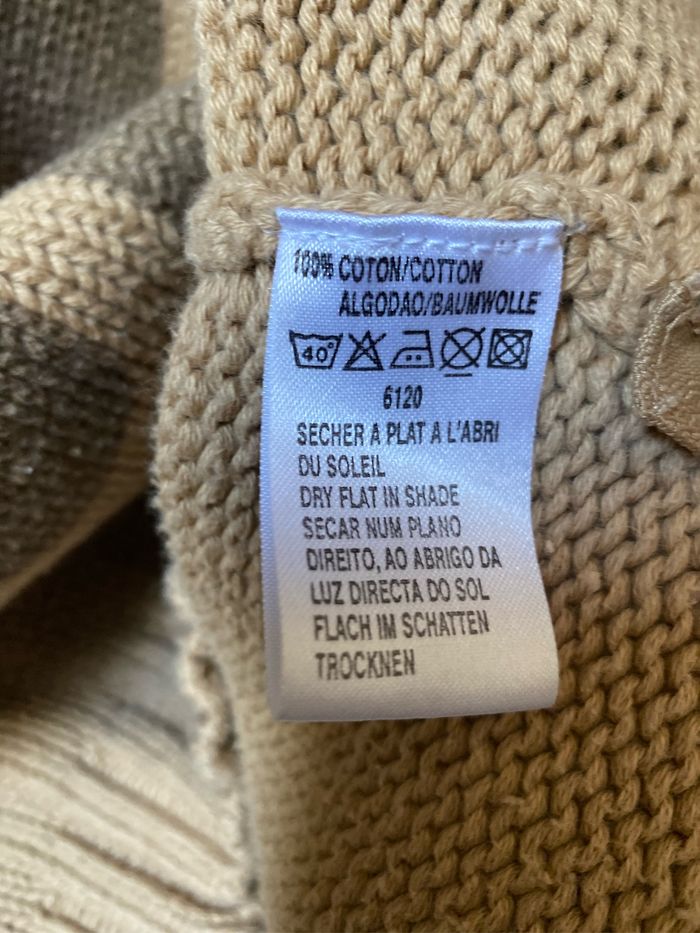 100% COTON/COTTON
ALGODAO/BAUMWOLLE
40°
6120
SECHER A PLAT A L'ABRI
DU SOLEIL
DRY FLAT IN SHADE
SECAR NUM PLANO
DIREITO, AO ABRIGO DA
LUZ DIRECTA DO SOL
FLACH IM SCHATTEN
TROCKNEN